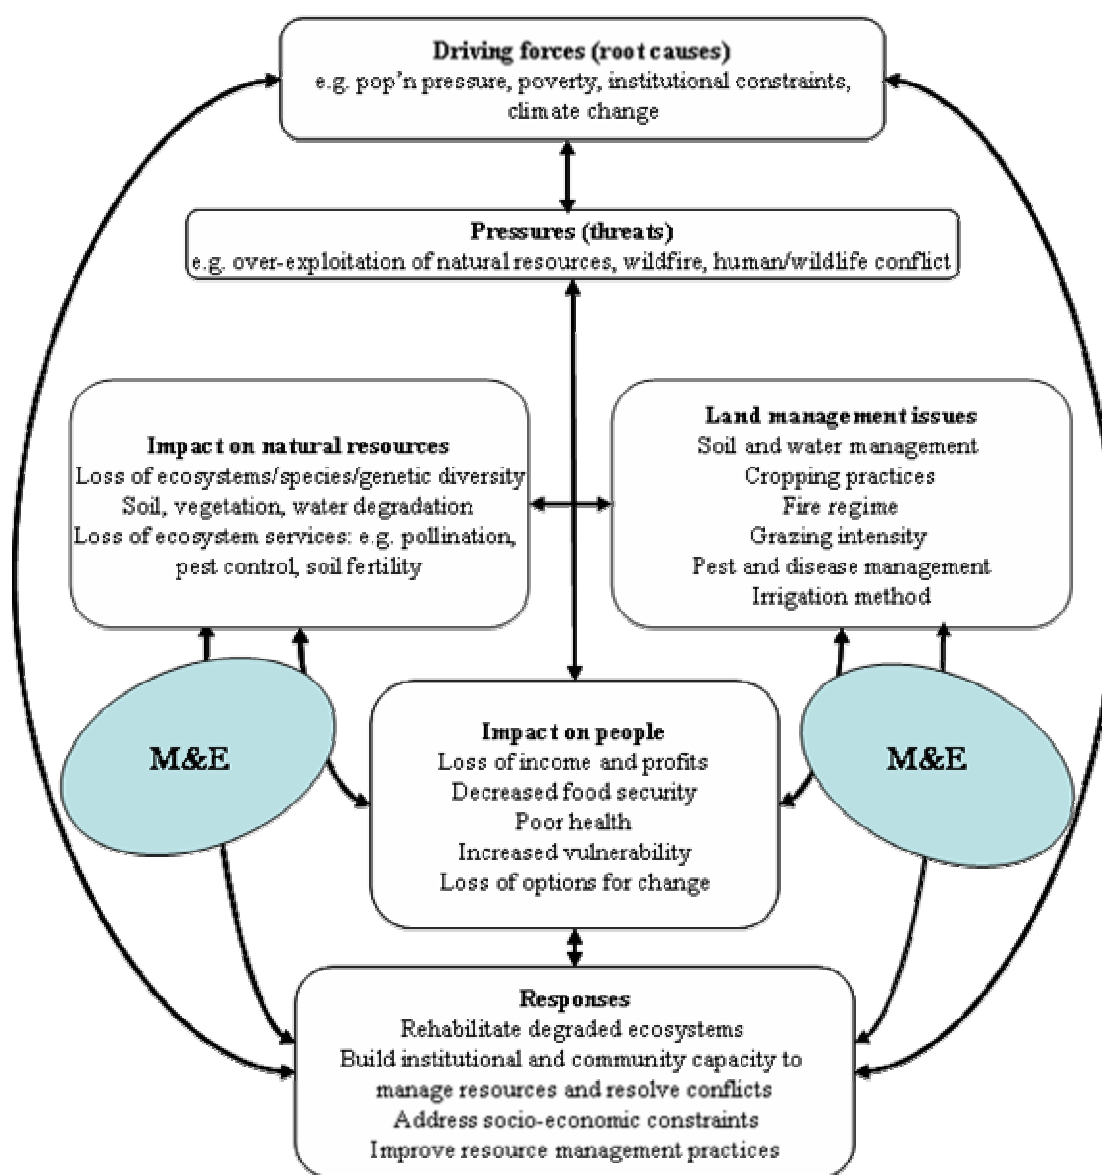 Driving forces (root causes)
e.g. pop'n pressure, poverty, institutional constraints,
climate change
Pressures (threats)
e.g. over-exploitation of natural resources, wildfire, human/wildlife conflict
Impact on natural resources
Loss of ecosystems/species/genetic diversity
Soil, vegetation, water degradation
Loss of ecosystem services: e.g. pollination,
pest control, soil fertility
Land management issues
Soil and water management
Cropping practices
Fire regime
Grazing intensity
Pest and disease management
Irrigation method
M&E
Impact on people
Loss of income and profits
Decreased food security
Poor health
Increased vulnerability
Loss of options for change
M&E
Responses
Rehabilitate degraded ecosystems
Build institutional and community capacity to
manage resources and resolve conflicts
Address socio-economic constraints
Improve resource management practices